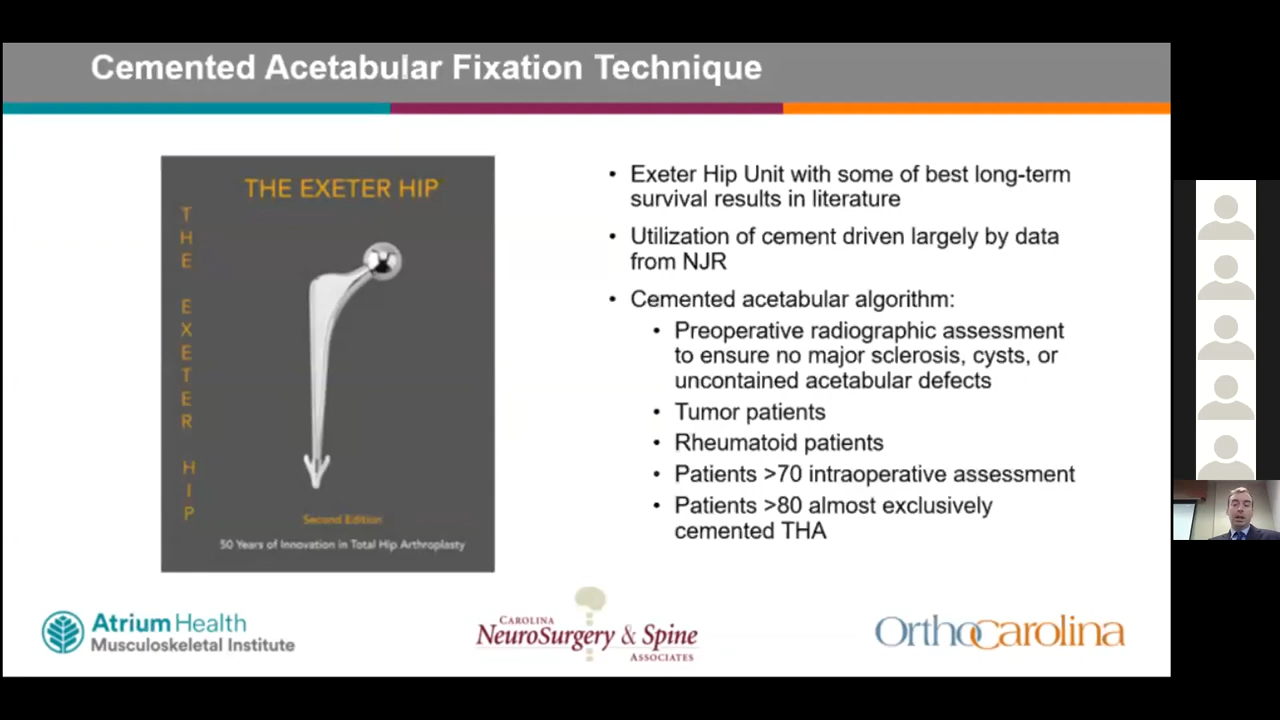 Cemented Acetabular Fixation Technique
THE EXETER HIP
THE EXETER HIP
Second Edition
50 Years of Innovation in Total Hip Arthroplasty
• Exeter Hip Unit with some of best long-term
survival results in literature
• Utilization of cement driven largely by data
from NJR
• Cemented acetabular algorithm:
• Preoperative radiographic assessment
to ensure no major sclerosis, cysts, or
uncontained acetabular defects
• Tumor patients
• Rheumatoid patients
• Patients >70 intraoperative assessment
• Patients >80 almost exclusively
cemented THA
Atrium Health
Musculoskeletal Institute
CAROLINA
NEUROSURGERY & SPINE
ASSOCIATES
OrthoCarolina